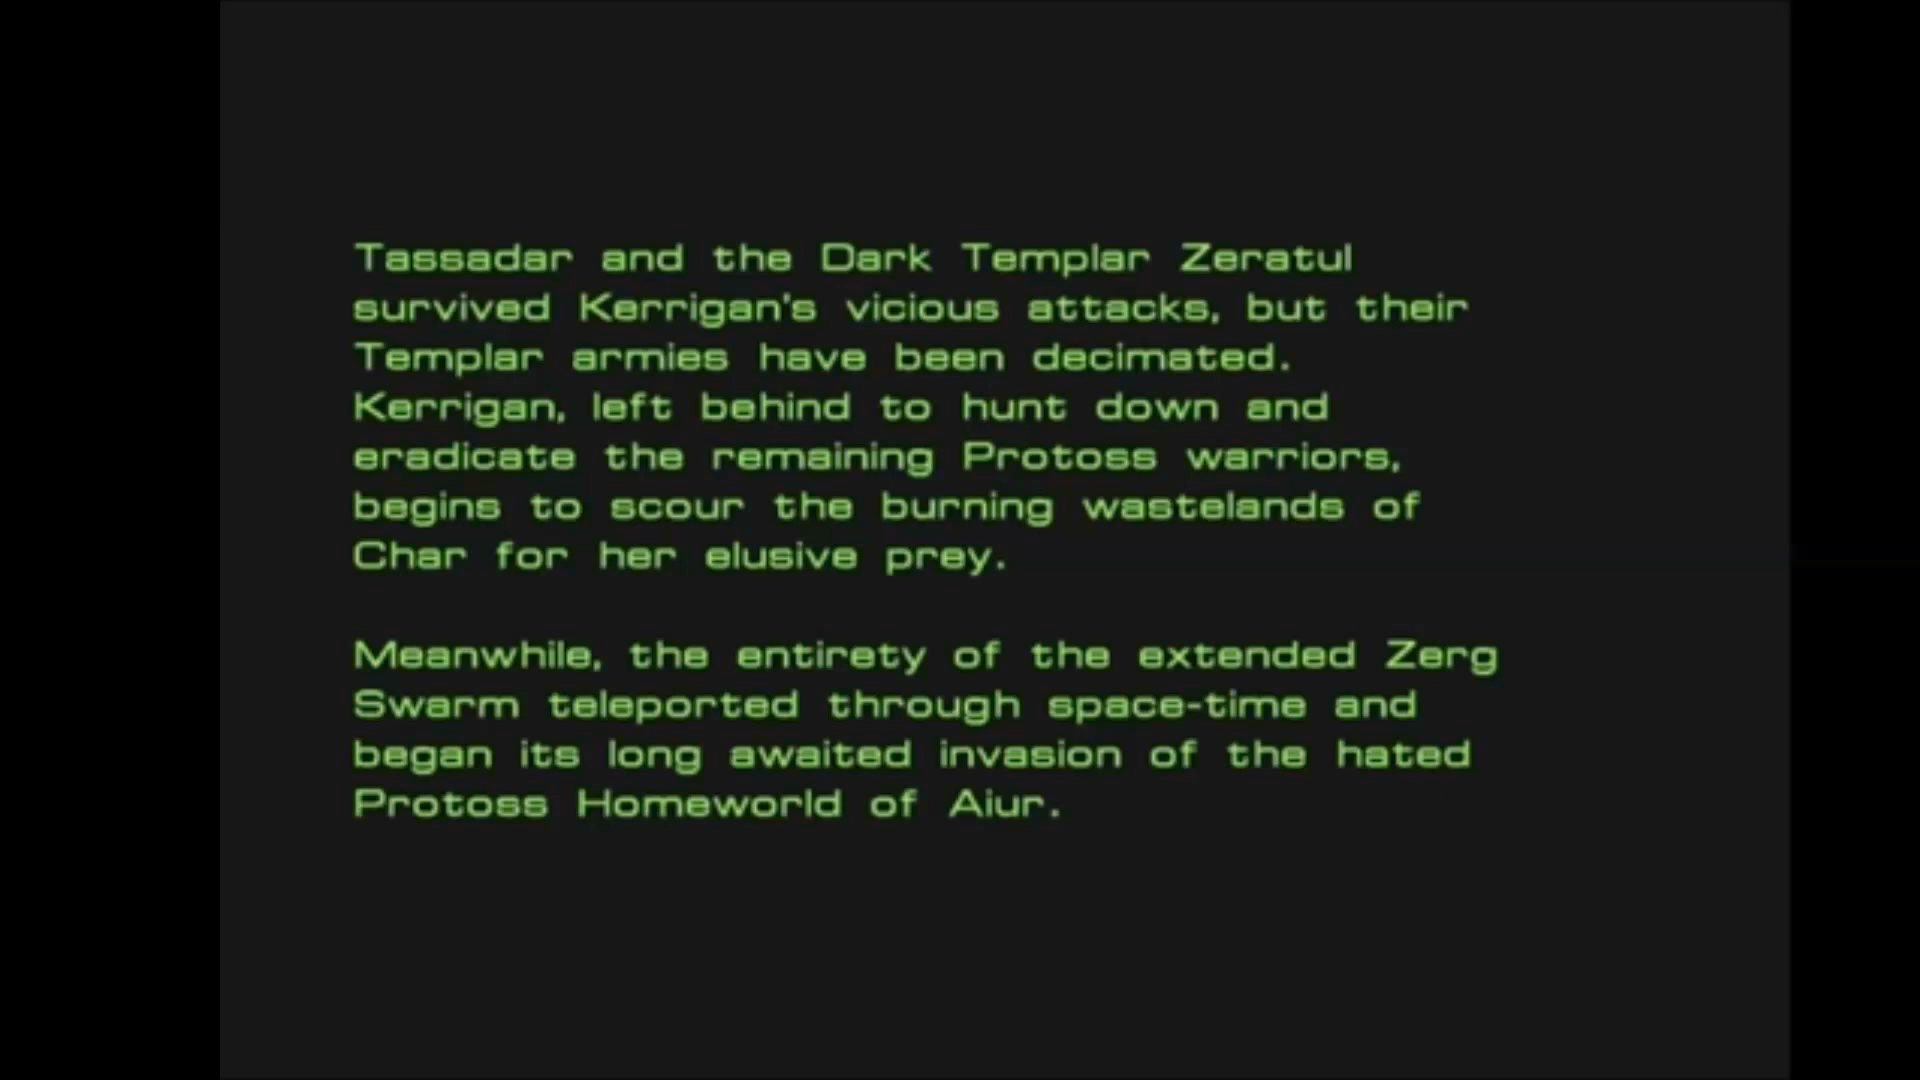 Tassadar and the Dark Templar Zeratul
survived Kerrigan's vicious attacks, but their
Templar armies have been decimated.
Kerrigan, left behind to hunt down and
eradicate the remaining Protoss warriors,
begins to scour the burning wastelands of
Char for her elusive prey.
Meanwhile, the entirety of the extended Zerg
Swarm teleported through space-time and
began its long awaited invasion of the hated
Protoss Homeworld of Aiur.